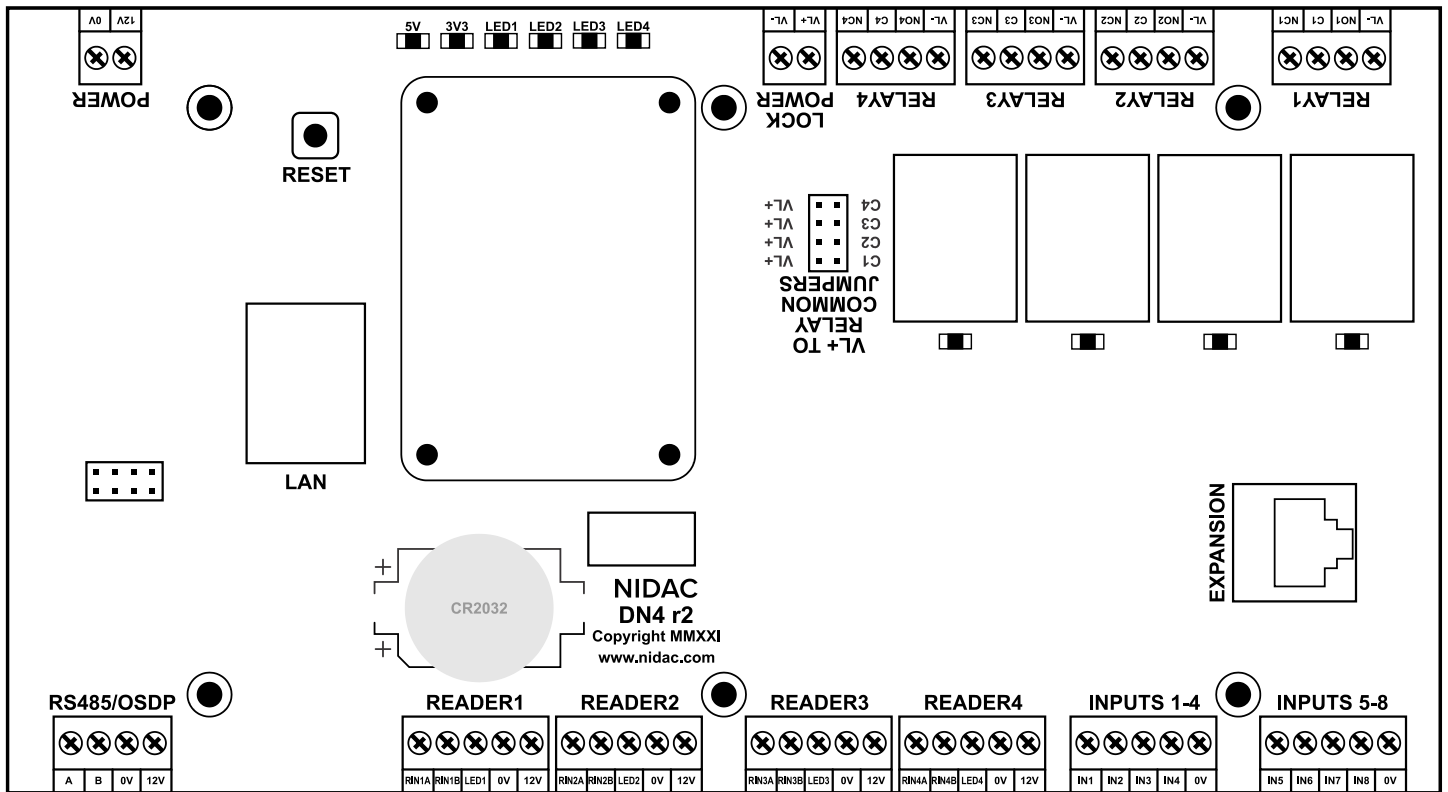 0V 12V
POWER
5V 3V3 LED1 LED2 LED3 LED4
VL- VL+
LOCK
POWER
NC4 C4 NO4 VL-
RELAY4
NC3 C3 NO3 VL-
RELAY3
NC2 C2 NO2 VL-
RELAY2
NC1 C1 NO1 VL-
RELAY1
RESET
VL+ TO
RELAY
COMMON
JUMPERS
C1 VL+
C2 VL+
C3 VL+
C4 VL+
LAN
EXPANSION
+
CR2032
+
NIDAC
DN4 r2
Copyright MMXXI
www.nidac.com
RS485/OSDP
A B 0V 12V
READER1
RIN1A RIN1B LED1 0V 12V
READER2
RIN2A RIN2B LED2 0V 12V
READER3
RIN3A RIN3B LED3 0V 12V
READER4
RIN4A RIN4B LED4 0V 12V
INPUTS 1-4
IN1 IN2 IN3 IN4 0V
INPUTS 5-8
IN5 IN6 IN7 IN8 0V